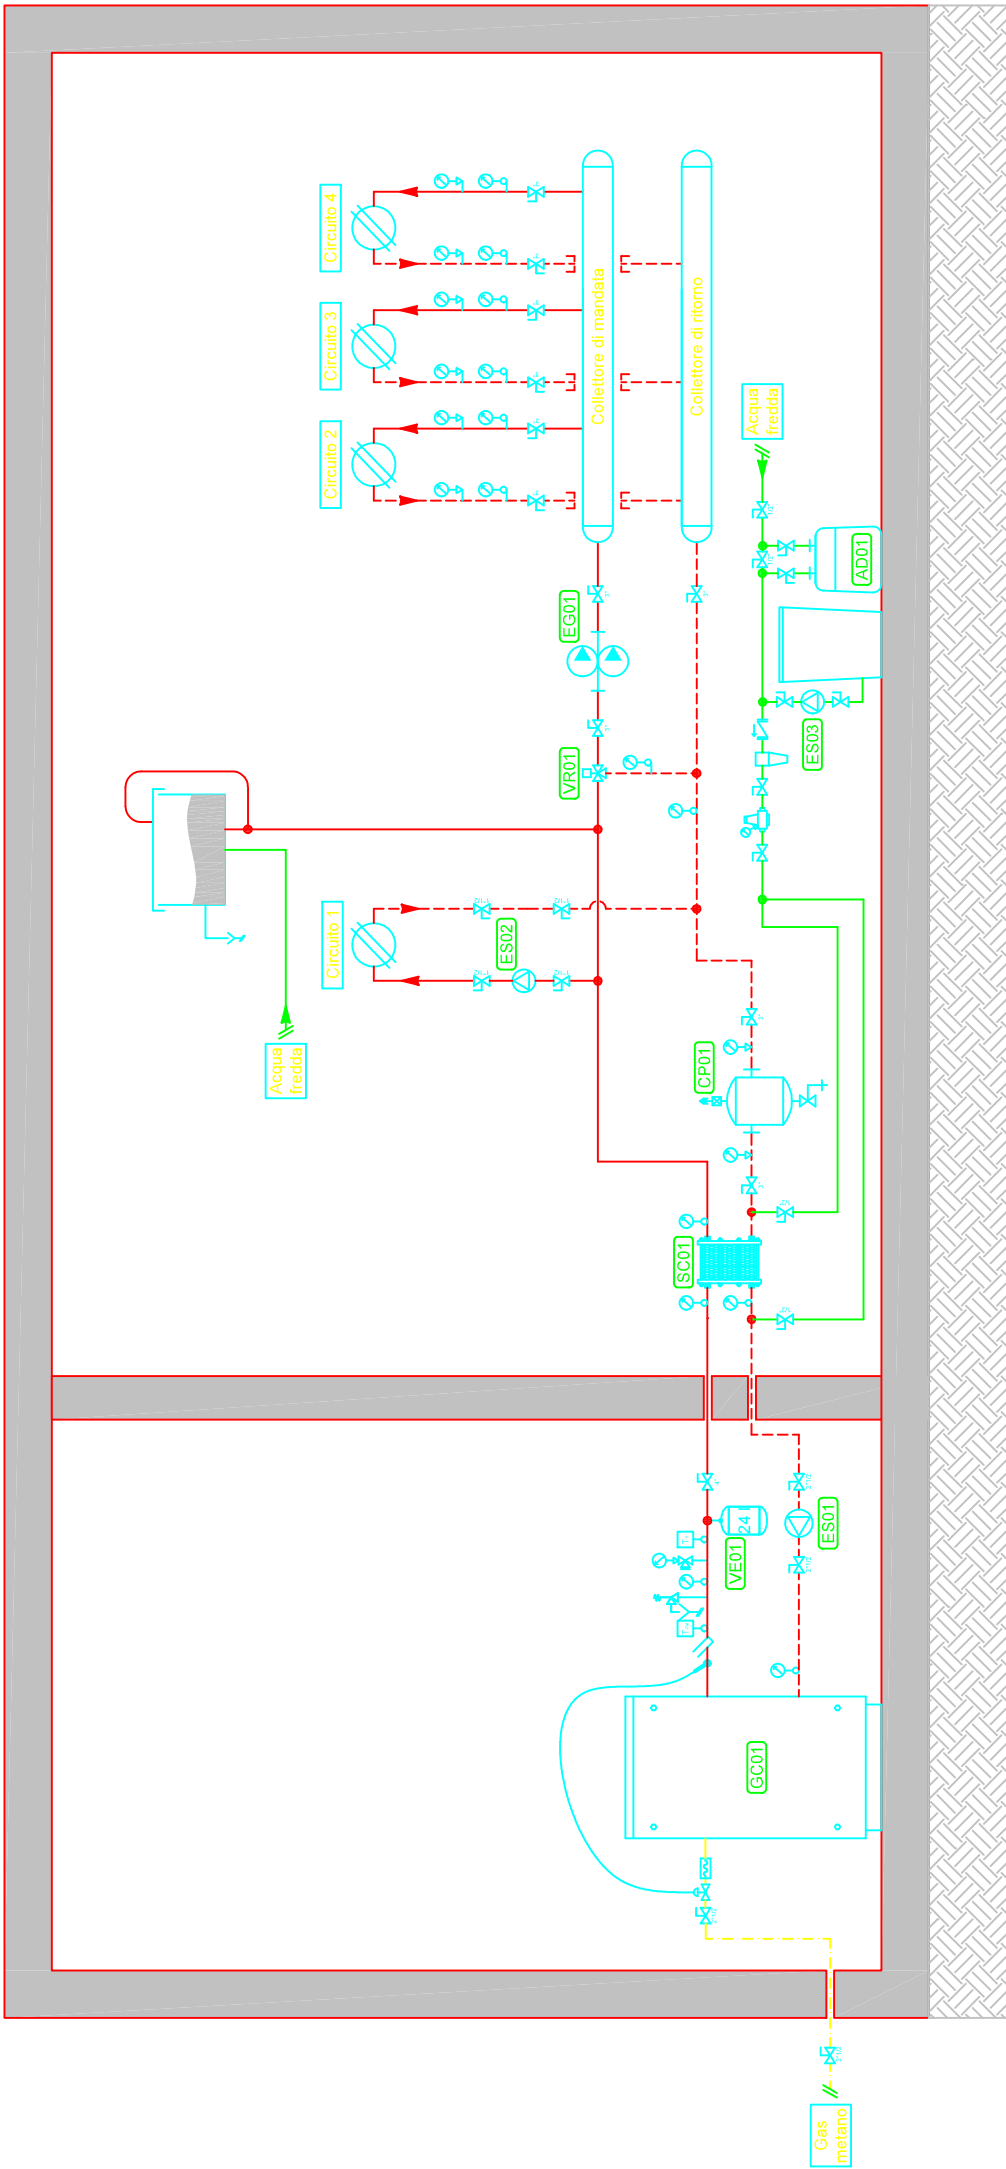 Circuito 4
Circuito 3
Circuito 2
Circuito 1
Collettore di mandata
Collettore di ritorno
Acqua
fredda
Acqua
fredda
EG01
VR01
ES02
AD01
ES03
CP01
SC01
VE01
24 l
ES01
GC01
Gas
metano